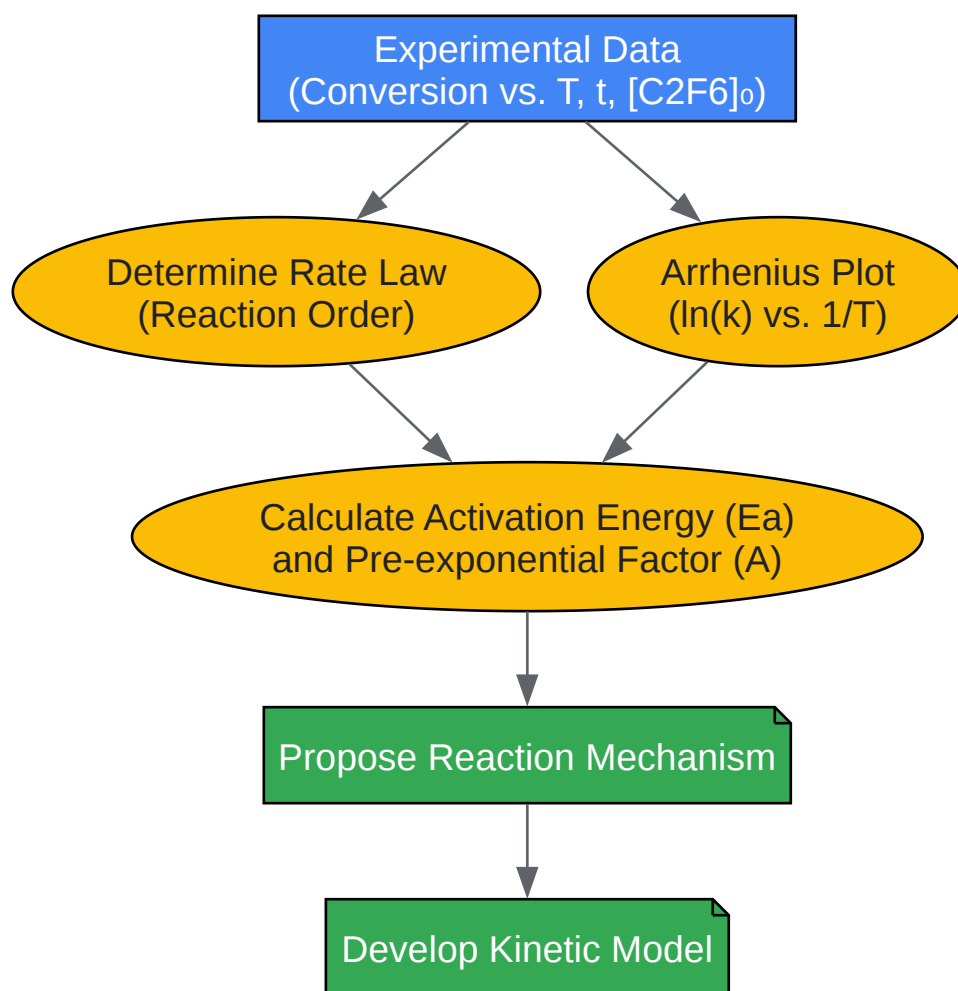 Experimental Data
(Conversion vs. T, t, [C2F6]₀)
Determine Rate Law
(Reaction Order)
Arrhenius Plot
(ln(k) vs. 1/T)
Calculate Activation Energy (Ea)
and Pre-exponential Factor (A)
Propose Reaction Mechanism
Develop Kinetic Model